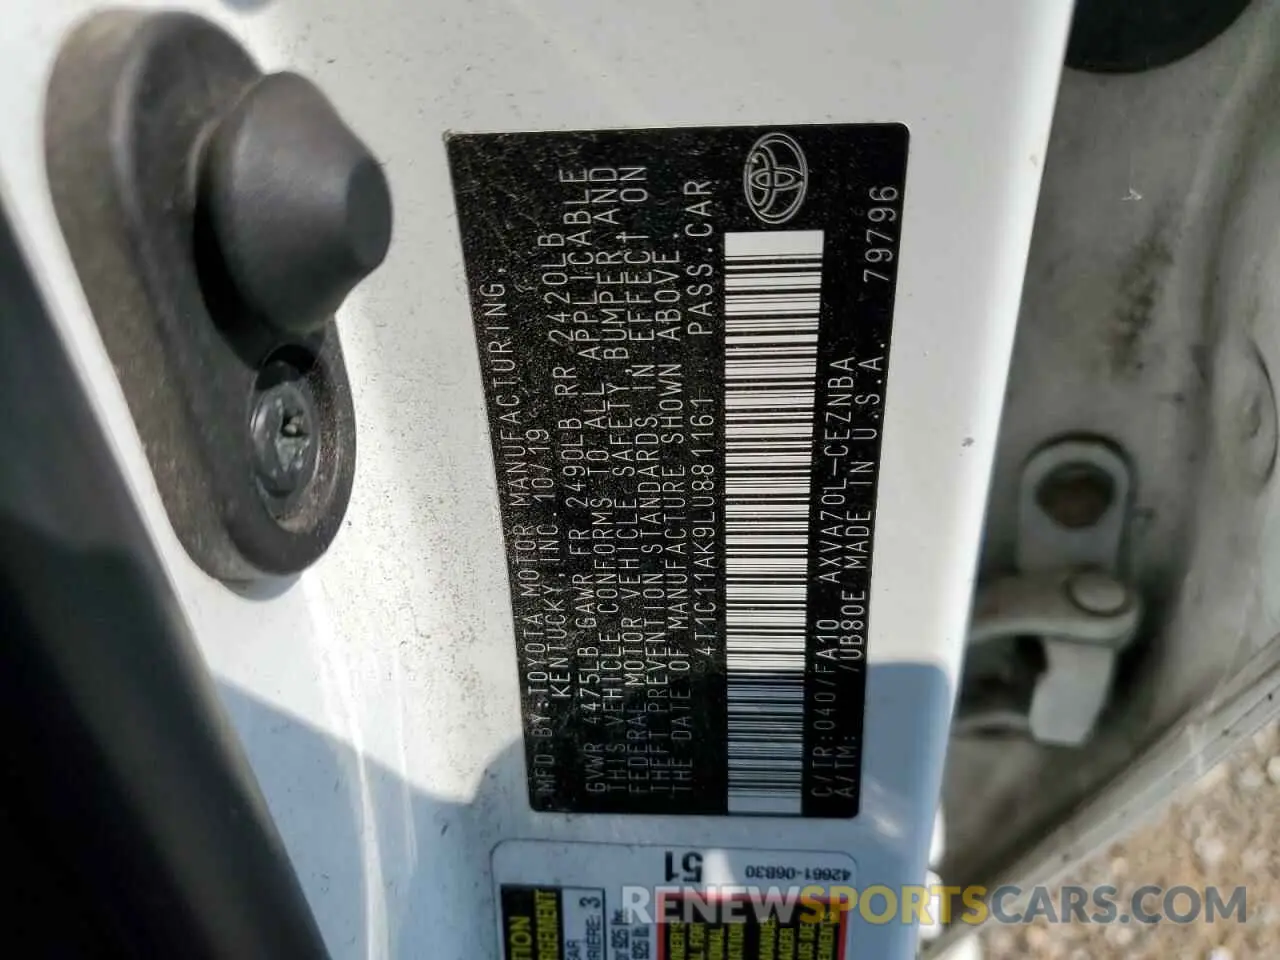 MFD.BY:TOYOTA MOTOR MANUFACTURING,
KENTUCKY, INC. 10/19
GVWR 4475LB GAWR FR 2490LB RR 2420LB
THIS VEHICLE CONFORMS TO ALL APPLICABLE
FEDERAL MOTOR VEHICLE SAFETY, BUMPER, AND
THEFT PREVENTION STANDARDS IN EFFECT ON
THE DATE OF MANUFACTURE SHOWN ABOVE.
4T1C11AK9LU881161 PASS.CAR
C/TR:040/FA10 AXVA70L-CEZNBA
A/TM: /UB80E MADE IN U.S.A. 79796
51
42661-06B30
3
RENEWSPORTSCARS.COM